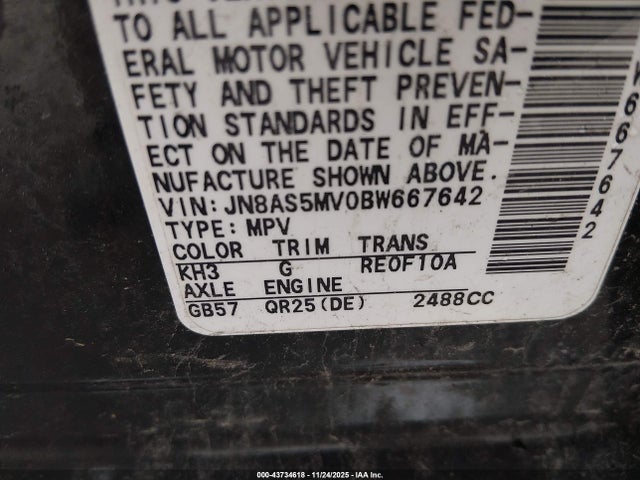 TO ALL APPLICABLE FED-
ERAL MOTOR VEHICLE SA-
FETY AND THEFT PREVEN-
TION STANDARDS IN EFF-
ECT ON THE DATE OF MA-
NUFACTURE SHOWN ABOVE.
VIN: JN8AS5MV0BW667642
TYPE: MPV
COLOR TRIM TRANS
KH3 G RE0F10A
AXLE ENGINE
GB57 QR25(DE) 2488CC
667642
000-43734618 - 11/24/2025 - IAA Inc.